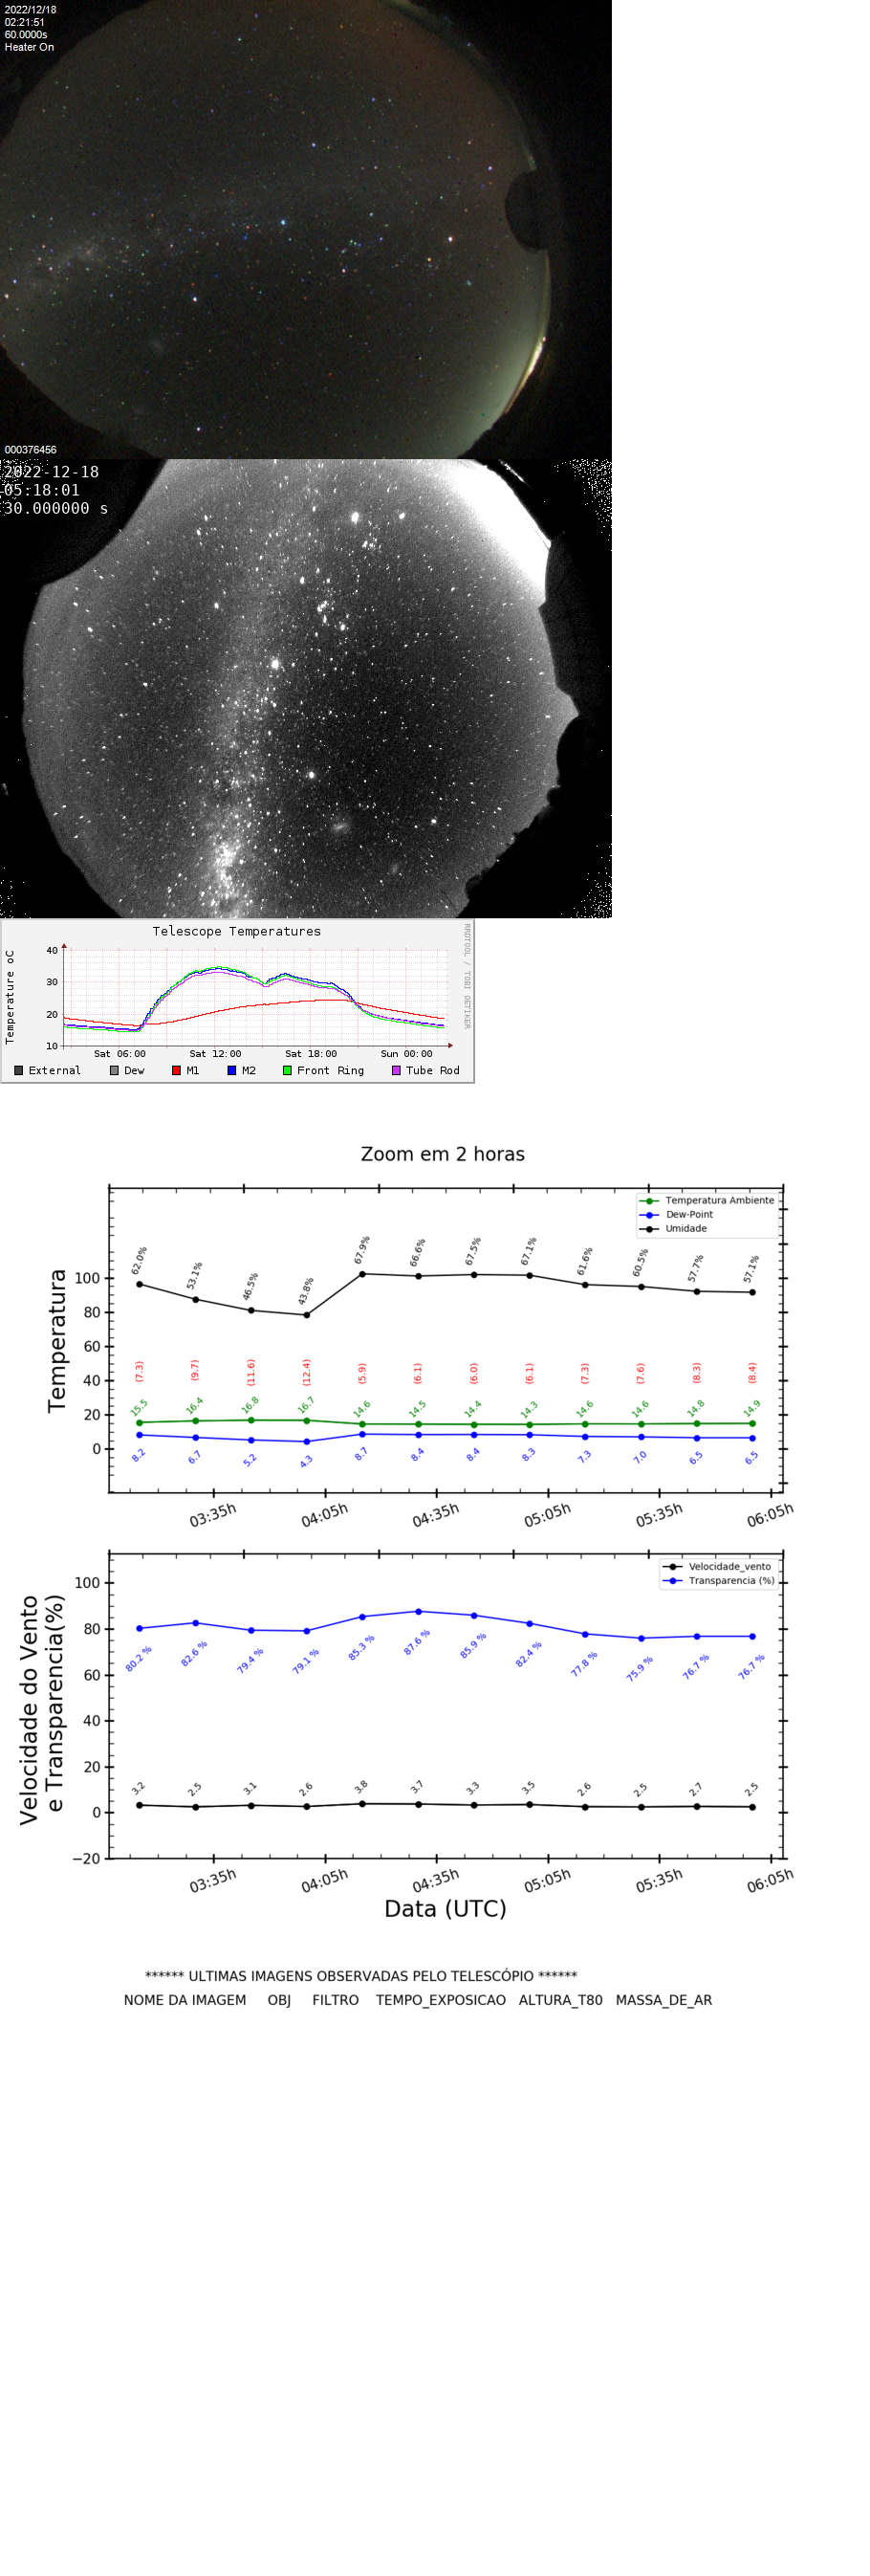 2022/12/18
02:21:51
60.0000s
Heater On
000376456
2022-12-18
05:18:01
30.000000 s
Telescope Temperatures
RRDTOOL / TOBI OETIKER
Temperature oC
40
30
20
10
Sat 06:00 Sat 12:00 Sat 18:00 Sun 00:00
External Dew M1 M2 Front Ring Tube Rod
Zoom em 2 horas
Temperatura Ambiente
Dew-Point
Umidade
Temperatura
100
80
60
40
20
0
62.0% 53.1% 46.5% 43.8% 67.9% 66.6% 67.5% 67.1% 61.6% 60.5% 57.7% 57.1%
(7.3) (9.7) (11.6) (12.4) (5.9) (6.1) (6.0) (6.1) (7.3) (7.6) (8.3) (8.4)
15.5 16.4 16.8 16.7 14.6 14.5 14.4 14.3 14.6 14.6 14.8 14.9
8.2 6.7 5.2 4.3 8.7 8.4 8.4 8.3 7.3 7.0 6.5 6.5
03:35h 04:05h 04:35h 05:05h 05:35h 06:05h
Velocidade_vento
Transparencia (%)
Velocidade do Vento
e Transparencia(%)
100
80
60
40
20
0
−20
80.2 % 82.6 % 79.4 % 79.1 % 85.3 % 87.6 % 85.9 % 82.4 % 77.8 % 75.9 % 76.7 % 76.7 %
3.2 2.5 3.1 2.6 3.8 3.7 3.3 3.5 2.6 2.5 2.7 2.5
03:35h 04:05h 04:35h 05:05h 05:35h 06:05h
Data (UTC)
****** ULTIMAS IMAGENS OBSERVADAS PELO TELESCÓPIO ******
NOME DA IMAGEM OBJ FILTRO TEMPO_EXPOSICAO ALTURA_T80 MASSA_DE_AR